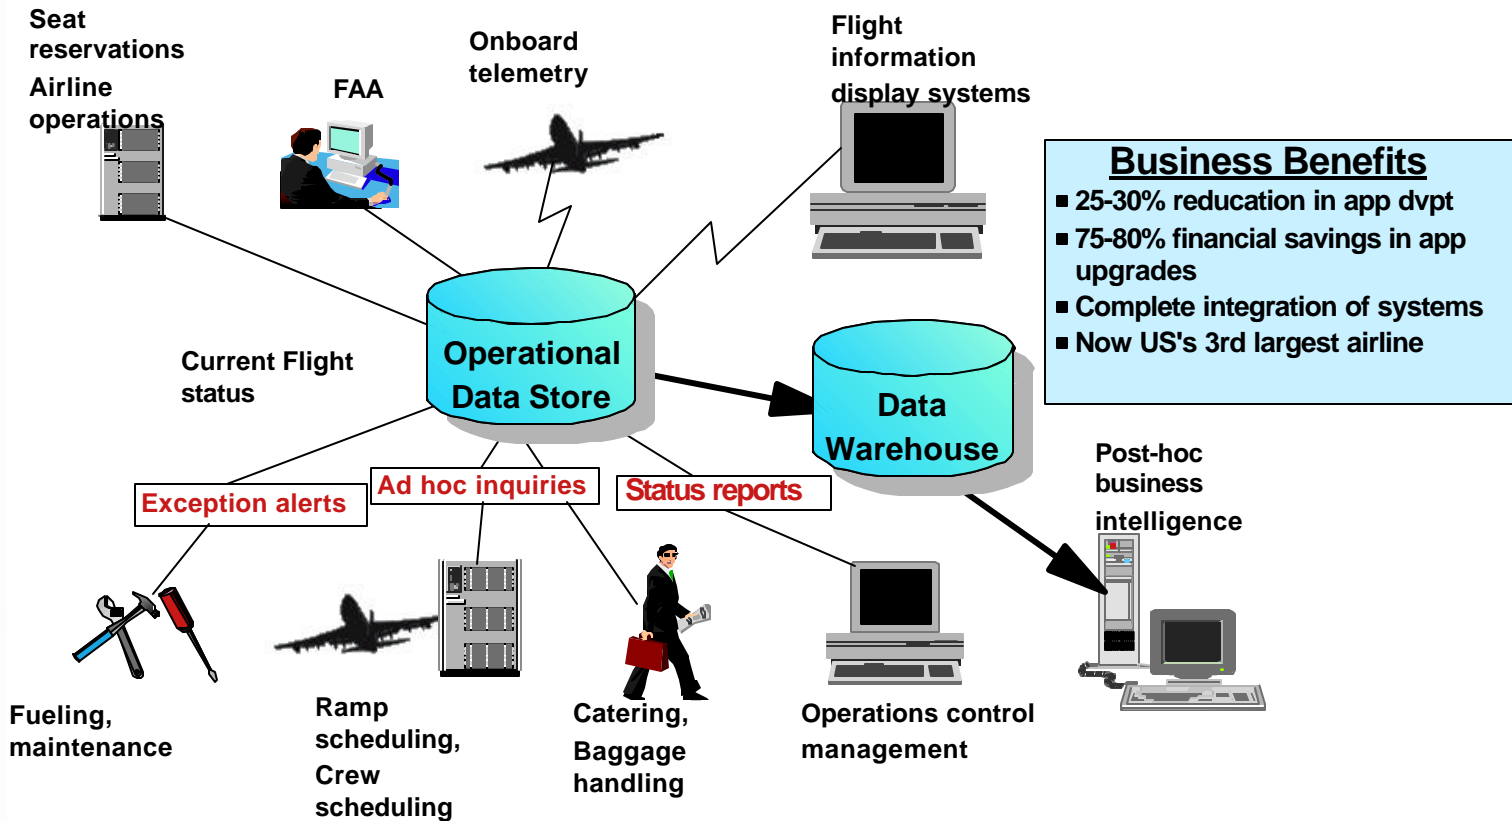 Seat
reservations
Airline
operations
FAA
Onboard
telemetry
Flight
information
display systems
Business Benefits
■ 25-30% reducation in app dvpt
■ 75-80% financial savings in app
upgrades
■ Complete integration of systems
■ Now US's 3rd largest airline
Current Flight
status
Operational
Data Store
Data
Warehouse
Exception alerts
Ad hoc inquiries
Status reports
Post-hoc
business
intelligence
Fueling,
maintenance
Ramp
scheduling,
Crew
scheduling
Catering,
Baggage
handling
Operations control
management